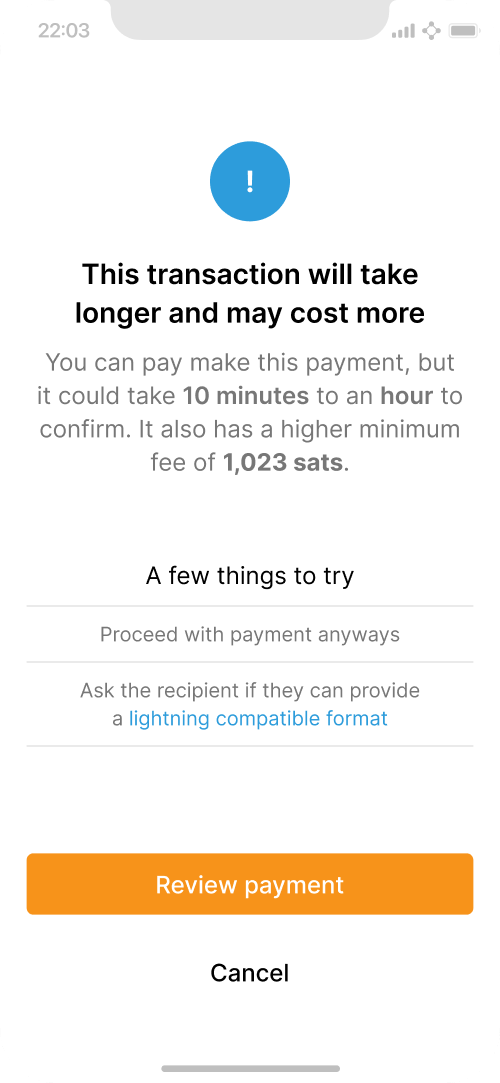 22:03
!
This transaction will take
longer and may cost more
You can pay make this payment, but
it could take 10 minutes to an hour to
confirm. It also has a higher minimum
fee of 1,023 sats.
A few things to try
Proceed with payment anyways
Ask the recipient if they can provide
a lightning compatible format
Review payment
Cancel